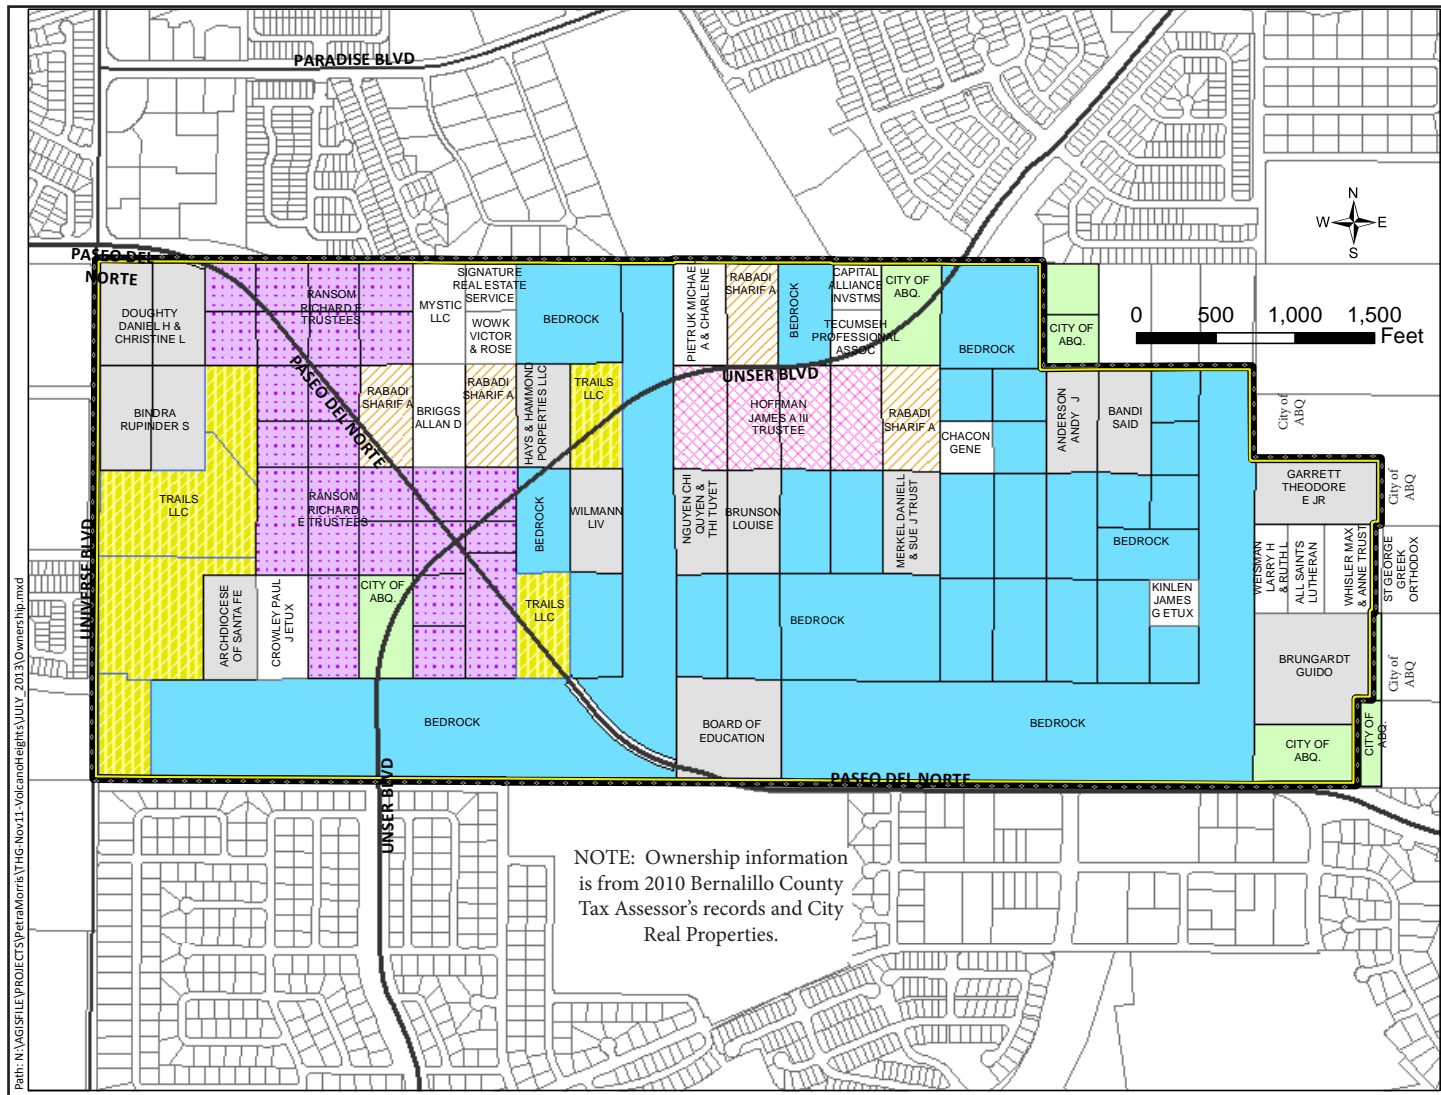 PARADISE BLVD
N
W E
S
PASEO DEL
NORTE
0 500 1,000 1,500
Feet
DOUGHTY
DANIEL H &
CHRISTINE L
RANSOM
RICHARD E
TRUSTEES
MYSTIC
LLC
SIGNATURE
REAL ESTATE
SERVICE
WOWK
VICTOR
& ROSE
BEDROCK
PIETRUK MICHAE
A & CHARLENE
RABADI
SHARIF A
BEDROCK
CAPITAL
ALLIANCE
INVSTMS
TECUMSEH
PROFESSIONAL
ASSOC
CITY OF
ABQ.
BEDROCK
CITY OF
ABQ.
BINDRA
RUPINDER S
PASEO DEL NORTE
RABADI
SHARIF A
BRIGGS
ALLAN D
RABADI
SHARIF A
HAYS & HAMMOND
PORPERTIES LLC
TRAILS
LLC
UNSER BLVD
HOFFMAN
JAMES A III
TRUSTEE
RABADI
SHARIF A
CHACON
GENE
ANDERSON
ANDY J
BANDI
SAID
City of
ABQ
TRAILS
LLC
RANSOM
RICHARD
E TRUSTEES
BEDROCK
WILMANN
LIV
NGUYEN CHI
QUYEN &
THI TUYET
BRUNSON
LOUISE
MERKEL DANIELL
& SUE J TRUST
BEDROCK
GARRETT
THEODORE
E JR
City of
ABQ
UNIVERSE BLVD
ARCHDIOCESE
OF SANTA FE
CROWLEY PAUL
J ETUX
CITY OF
ABQ.
TRAILS
LLC
BEDROCK
KINLEN
JAMES
G ETUX
WEISMAN
LARRY H
& RUTH L
ALL SAINTS
LUTHERAN
WHISLER MAX
& ANNE TRUST
ST GEORGE
GREEK
ORTHODOX
BRUNGARDT
GUIDO
City of
ABQ
BEDROCK
BOARD OF
EDUCATION
BEDROCK
CITY OF
ABQ.
CITY OF
ABQ.
PASEO DEL NORTE
UNSER BLVD
NOTE: Ownership information
is from 2010 Bernalillo County
Tax Assessor's records and City
Real Properties.
Path: N:\AGISFILE\PROJECTS\PetraMorris\THG-Nov11-VolcanoHeights\JULY_2013\Ownership.mxd